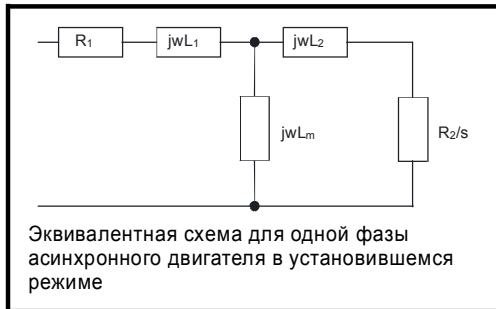 R₁ jwL₁ jwL₂
jwLₘ R₂/s
Эквивалентная схема для одной фазы
асинхронного двигателя в установившемся
режиме